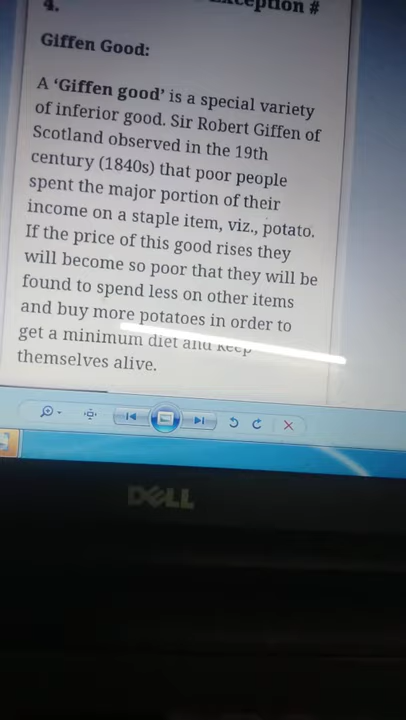 4.
Exception #
Giffen Good:
A ‘Giffen good’ is a special variety
of inferior good. Sir Robert Giffen of
Scotland observed in the 19th
century (1840s) that poor people
spent the major portion of their
income on a staple item, viz., potato.
If the price of this good rises they
will become so poor that they will be
found to spend less on other items
and buy more potatoes in order to
get a minimum diet and keep
themselves alive.
DELL